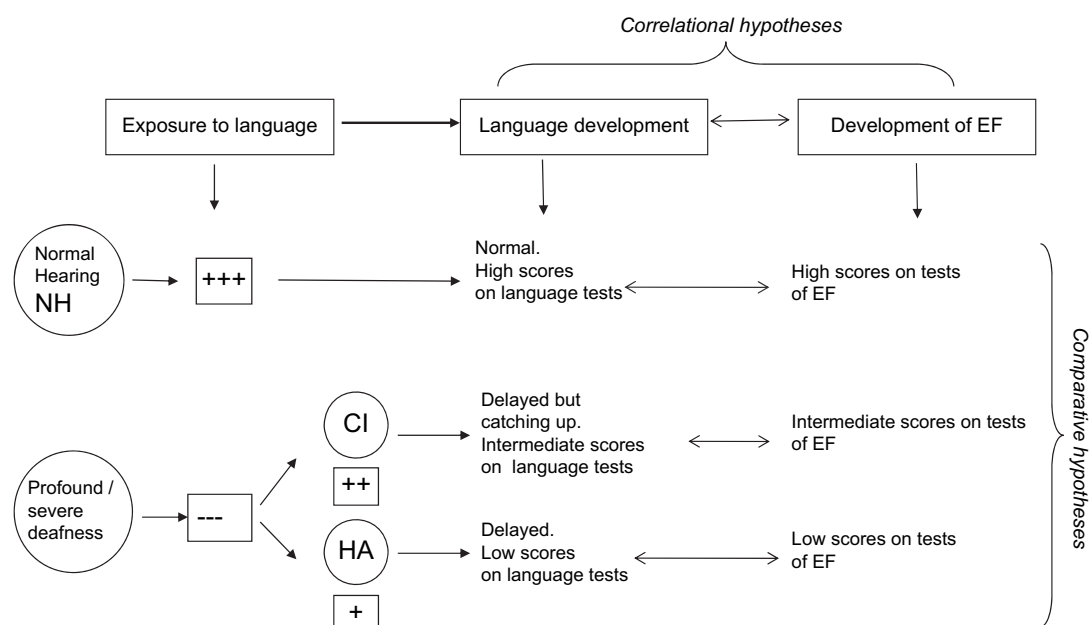 Correlational hypotheses
Exposure to language
Language development
Development of EF
Normal
Hearing
NH
+++
Normal.
High scores
on language tests
High scores on tests
of EF
Profound /
severe
deafness
---
CI
++
Delayed but
catching up.
Intermediate scores
on language tests
Intermediate scores on tests
of EF
HA
+
Delayed.
Low scores
on language tests
Low scores on tests
of EF
Comparative hypotheses